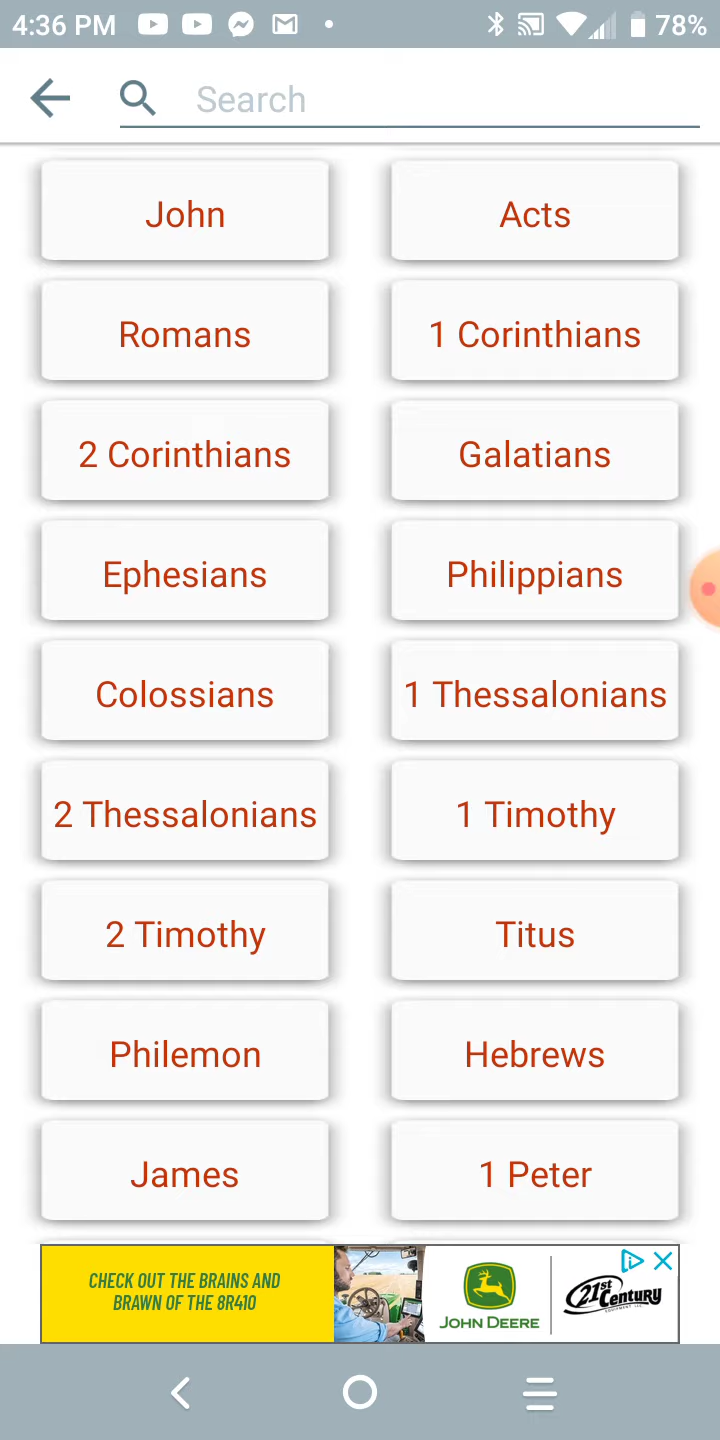 4:36 PM 78%
Search
John Acts
Romans 1 Corinthians
2 Corinthians Galatians
Ephesians Philippians
Colossians 1 Thessalonians
2 Thessalonians 1 Timothy
2 Timothy Titus
Philemon Hebrews
James 1 Peter
CHECK OUT THE BRAINS AND
BRAWN OF THE 8R410
JOHN DEERE
21st Century